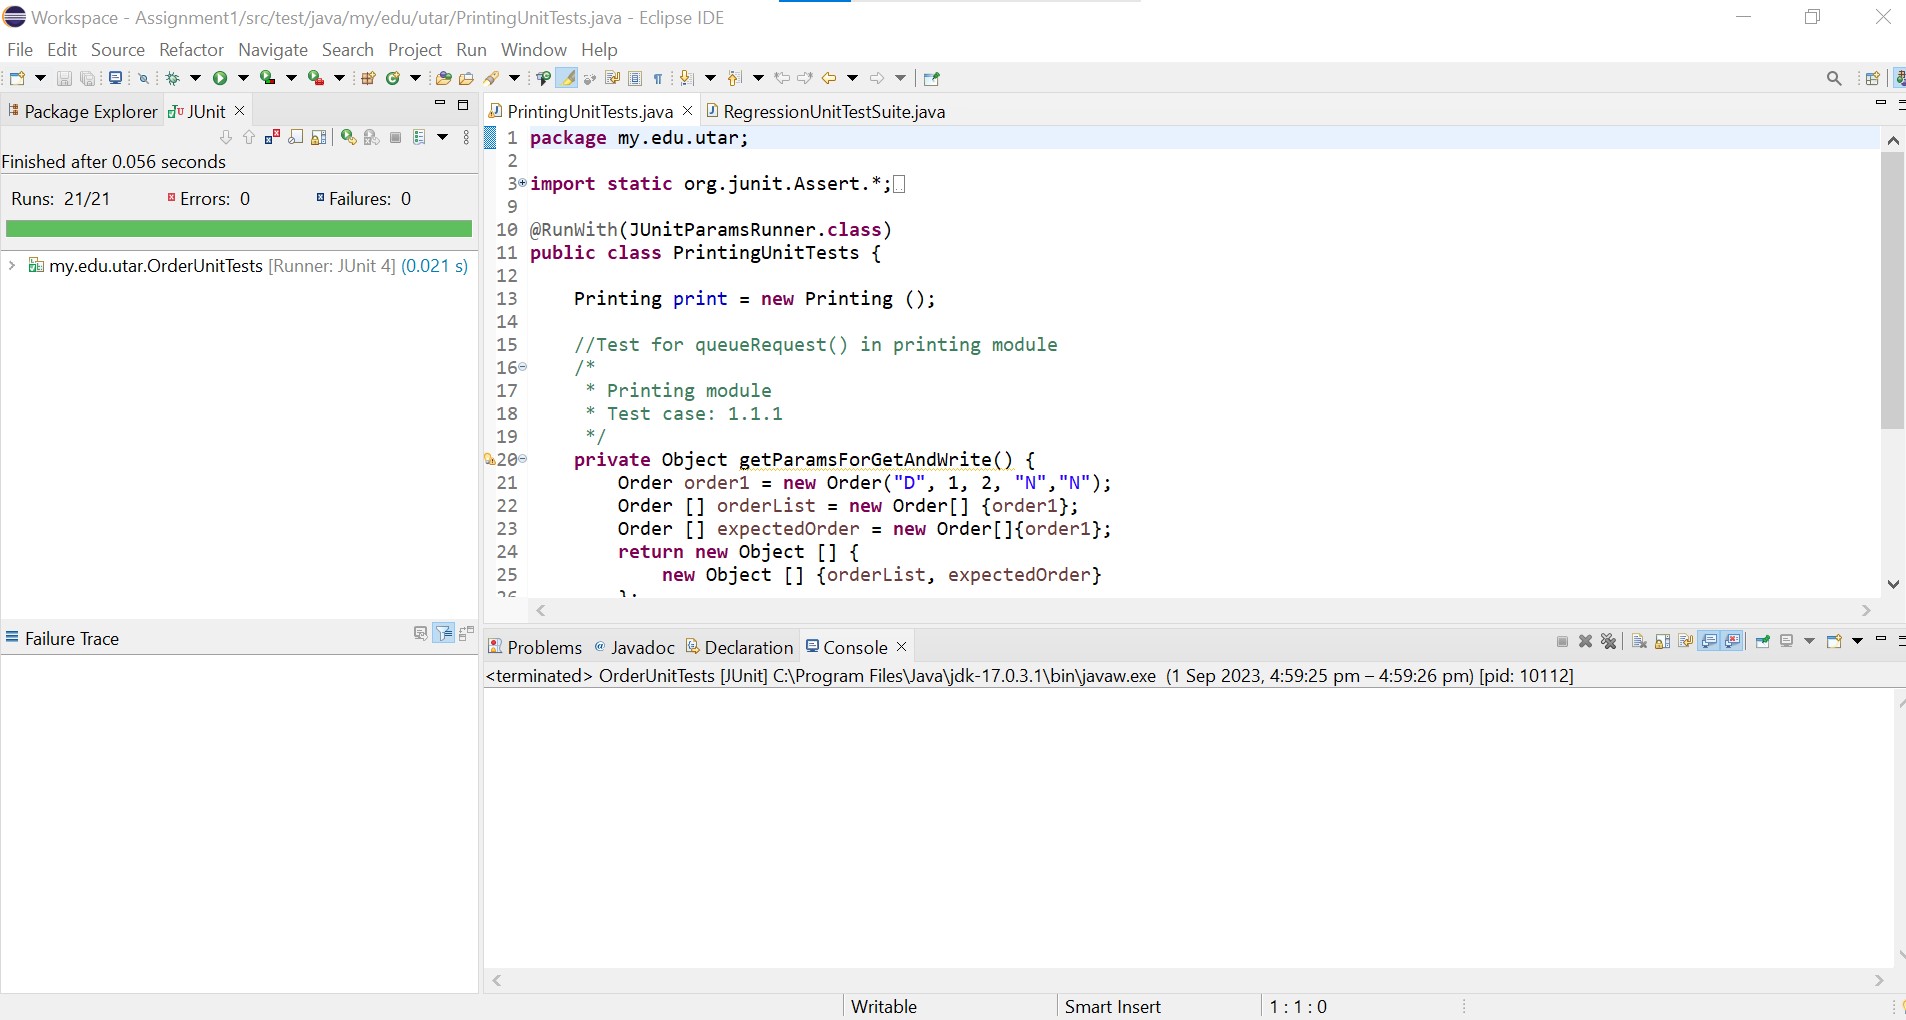 Workspace - Assignment1/src/test/java/my/edu/utar/PrintingUnitTests.java - Eclipse IDE
File Edit Source Refactor Navigate Search Project Run Window Help
Package Explorer JUnit
Finished after 0.056 seconds
Runs: 21/21 Errors: 0 Failures: 0
my.edu.utar.OrderUnitTests [Runner: JUnit 4] (0.021 s)
Failure Trace
PrintingUnitTests.java RegressionUnitTestSuite.java
1 package my.edu.utar;
2
3 import static org.junit.Assert.*;
9
10 @RunWith(JUnitParamsRunner.class)
11 public class PrintingUnitTests {
12
13 Printing print = new Printing ();
14
15 //Test for queueRequest() in printing module
16 /*
17 * Printing module
18 * Test case: 1.1.1
19 */
20 private Object getParamsForGetAndWrite() {
21 Order order1 = new Order("D", 1, 2, "N","N");
22 Order [] orderList = new Order[] {order1};
23 Order [] expectedOrder = new Order[]{order1};
24 return new Object [] {
25 new Object [] {orderList, expectedOrder}
26 };
Problems Javadoc Declaration Console
<terminated> OrderUnitTests [JUnit] C:\Program Files\Java\jdk-17.0.3.1\bin\javaw.exe (1 Sep 2023, 4:59:25 pm – 4:59:26 pm) [pid: 10112]
Writable Smart Insert 1 : 1 : 0